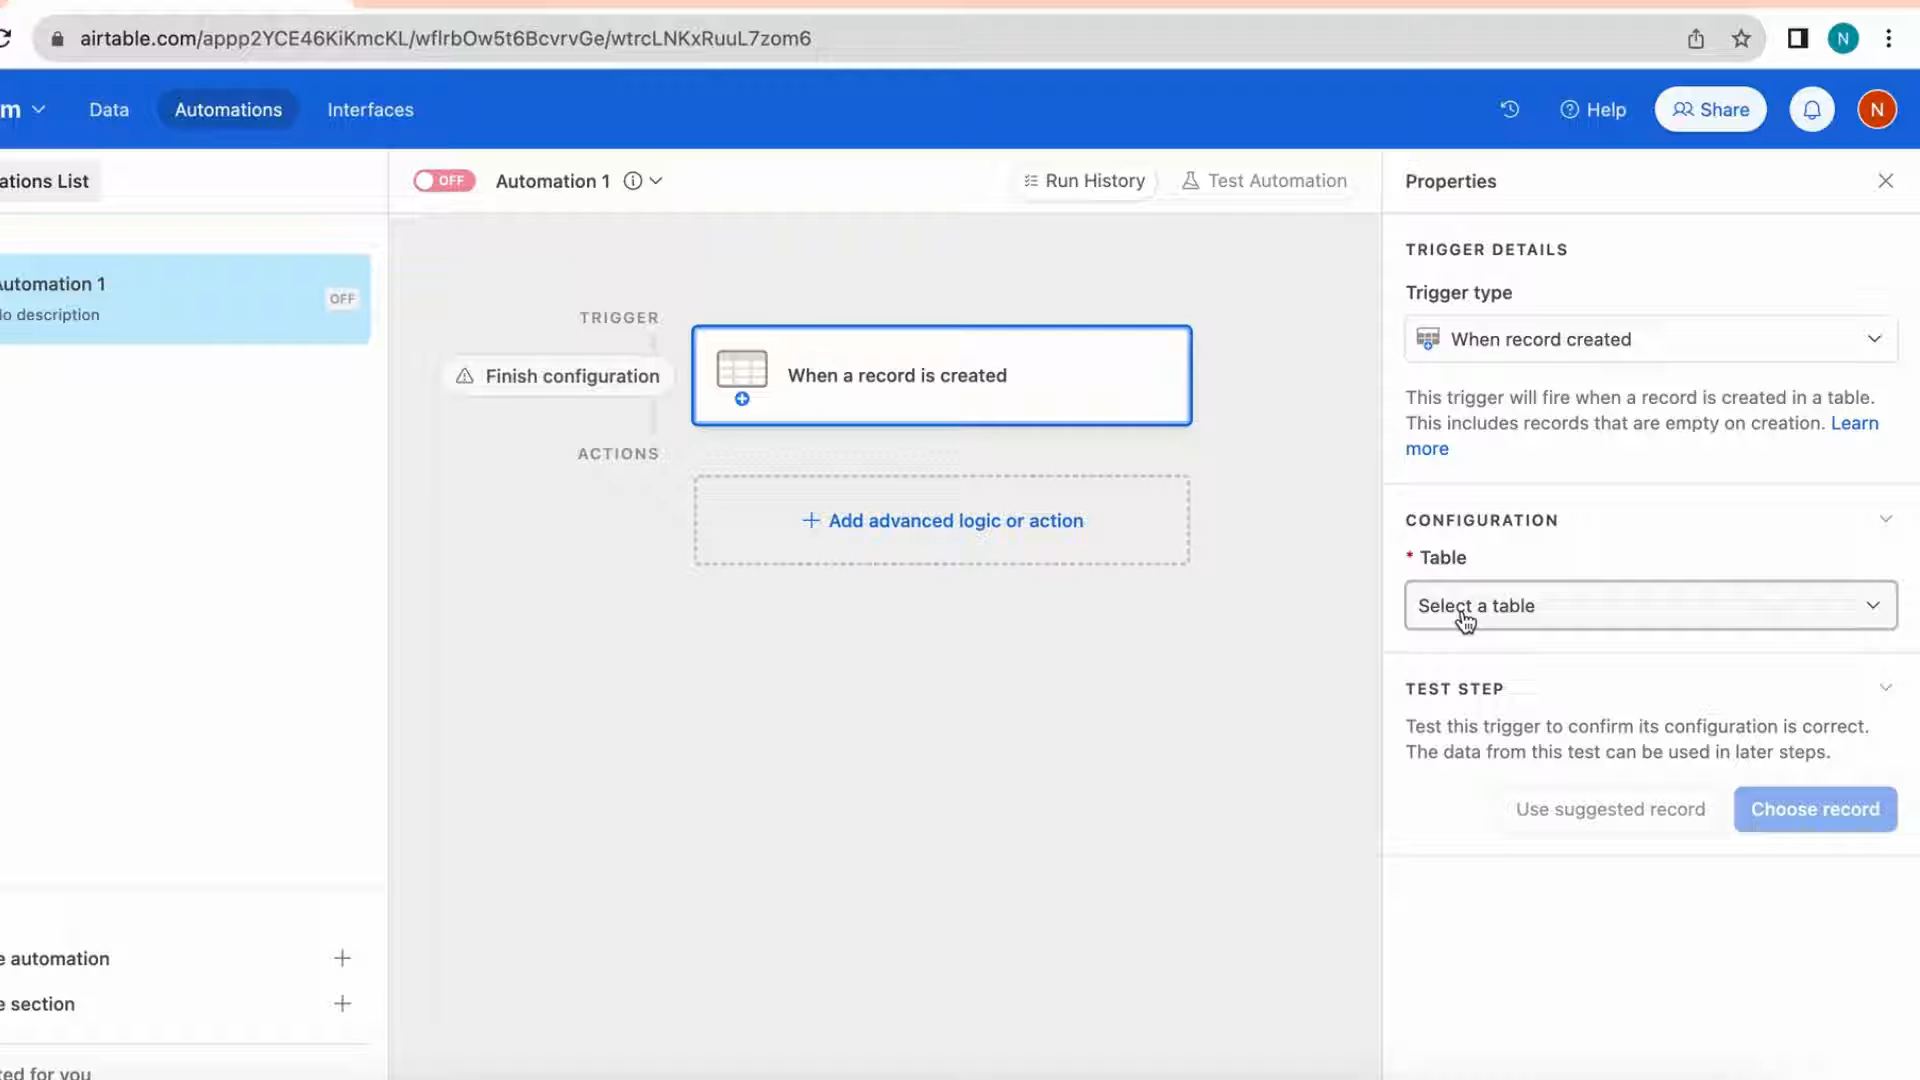 airtable.com/appp2YCE46KiKmcKL/wflrbOw5t6BcvrvGe/wtrcLNKxRuuL7zom6
N
m
Data
Automations
Interfaces
Help
Share
N
ations List
OFF
Automation 1
Run History
Test Automation
Properties
utomation 1
OFF
o description
TRIGGER
Finish configuration
When a record is created
ACTIONS
+ Add advanced logic or action
TRIGGER DETAILS
Trigger type
When record created
This trigger will fire when a record is created in a table.
This includes records that are empty on creation. Learn
more
CONFIGURATION
* Table
Select a table
TEST STEP
Test this trigger to confirm its configuration is correct.
The data from this test can be used in later steps.
Use suggested record
Choose record
e automation +
e section +
ted for you